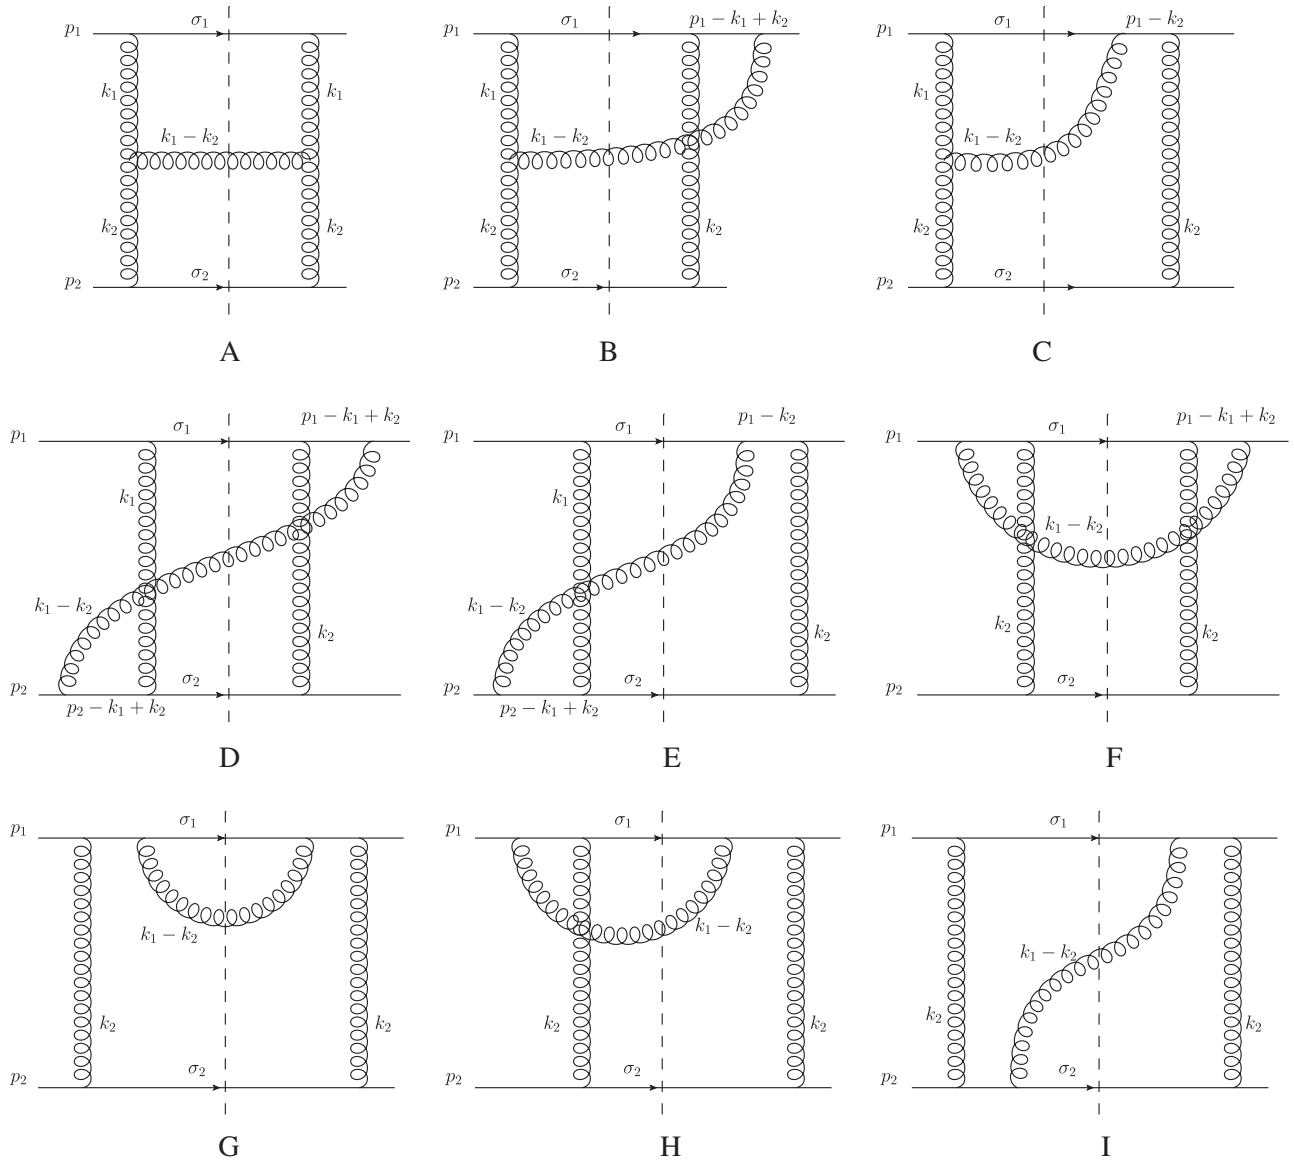 p₁ σ₁
k₁ k₁
k₁ − k₂
k₂ k₂
p₂ σ₂
A
p₁ σ₁ p₁ − k₁ + k₂
k₁
k₁ − k₂
k₂ k₂
p₂ σ₂
B
p₁ σ₁ p₁ − k₂
k₁
k₁ − k₂
k₂ k₂
p₂ σ₂
C
p₁ σ₁ p₁ − k₁ + k₂
k₁
k₁ − k₂
k₂
p₂ σ₂
p₂ − k₁ + k₂
D
p₁ σ₁ p₁ − k₂
k₁
k₁ − k₂
k₂
p₂ σ₂
p₂ − k₁ + k₂
E
p₁ σ₁ p₁ − k₁ + k₂
k₁ − k₂
k₂ k₂
p₂ σ₂
F
p₁ σ₁
k₁ − k₂
k₂ k₂
p₂ σ₂
G
p₁ σ₁
k₁ − k₂
k₂ k₂
p₂ σ₂
H
p₁ σ₁
k₁ − k₂
k₂ k₂
p₂ σ₂
I